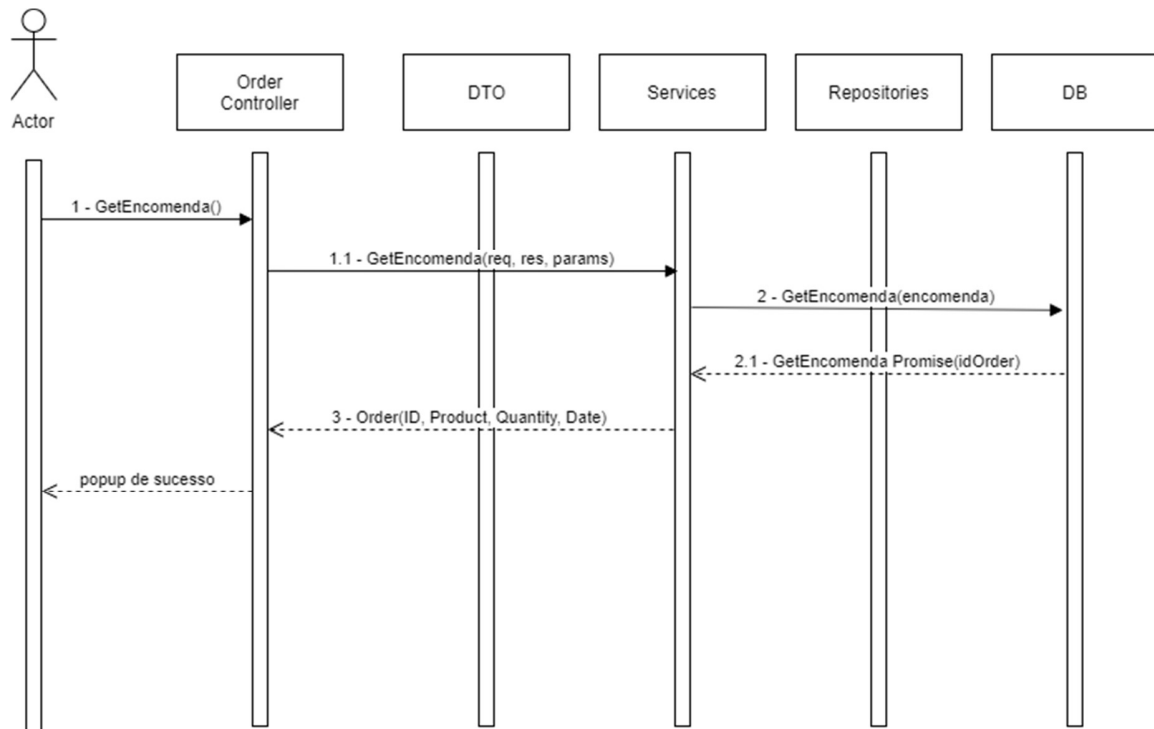 Actor
Order
Controller
DTO
Services
Repositories
DB
1 - GetEncomenda()
1.1 - GetEncomenda(req, res, params)
2 - GetEncomenda(encomenda)
2.1 - GetEncomenda Promise(idOrder)
3 - Order(ID, Product, Quantity, Date)
popup de sucesso